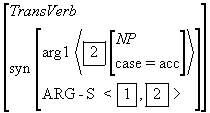 TransVerb
syn arg1 ⟨ 2 NP
case = acc ⟩
ARG-S < 1 , 2 >